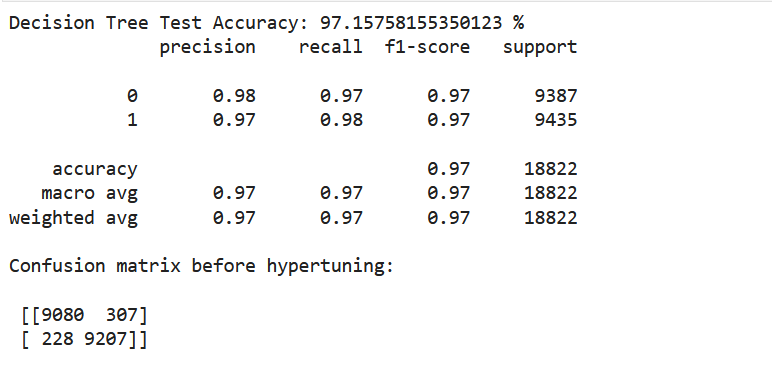 Decision Tree Test Accuracy: 97.15758155350123 %
precision recall f1-score support
0 0.98 0.97 0.97 9387
1 0.97 0.98 0.97 9435
accuracy 0.97 18822
macro avg 0.97 0.97 0.97 18822
weighted avg 0.97 0.97 0.97 18822
Confusion matrix before hypertuning:
[[9080 307]
[ 228 9207]]